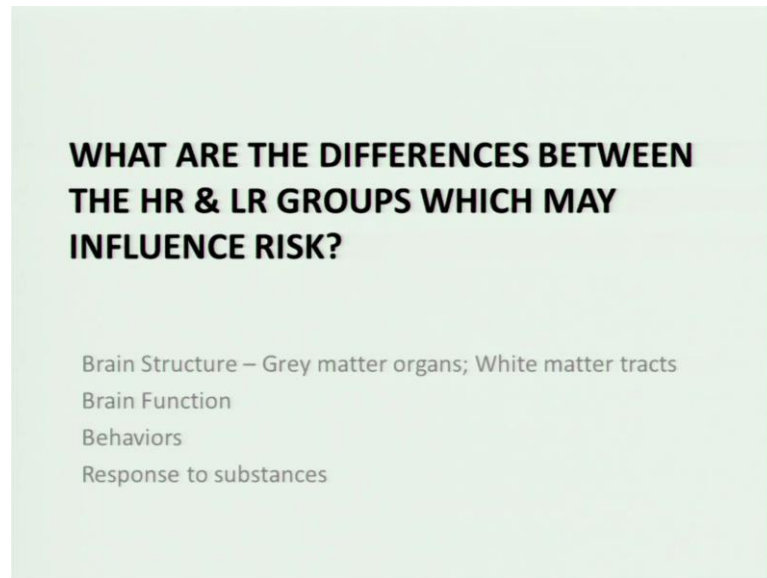 WHAT ARE THE DIFFERENCES BETWEEN
THE HR & LR GROUPS WHICH MAY
INFLUENCE RISK?
Brain Structure – Grey matter organs; White matter tracts
Brain Function
Behaviors
Response to substances